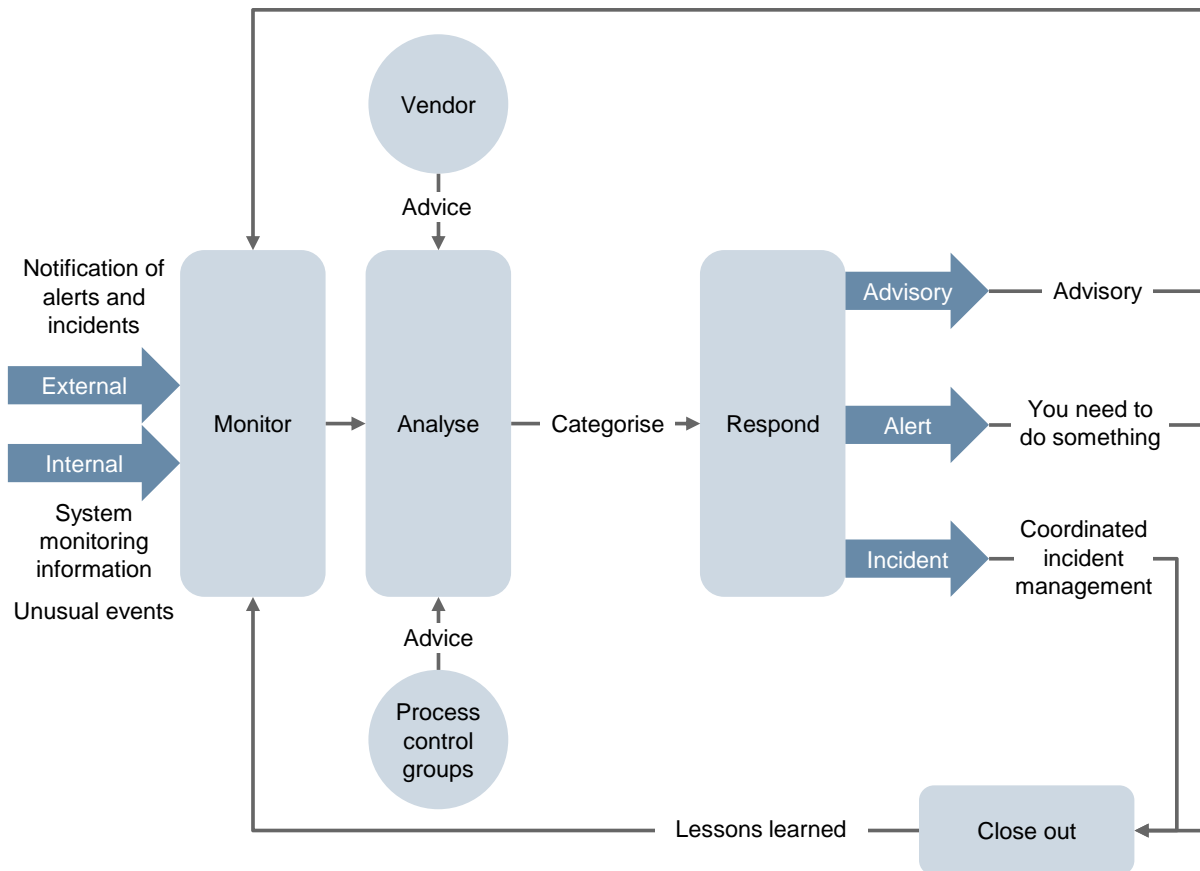 Vendor
Advice
Notification of
alerts and
incidents
External
Internal
System
monitoring
information
Unusual events
Monitor
Analyse
Categorise
Respond
Advisory
Advisory
Alert
You need to
do something
Incident
Coordinated
incident
management
Advice
Process
control
groups
Lessons learned
Close out